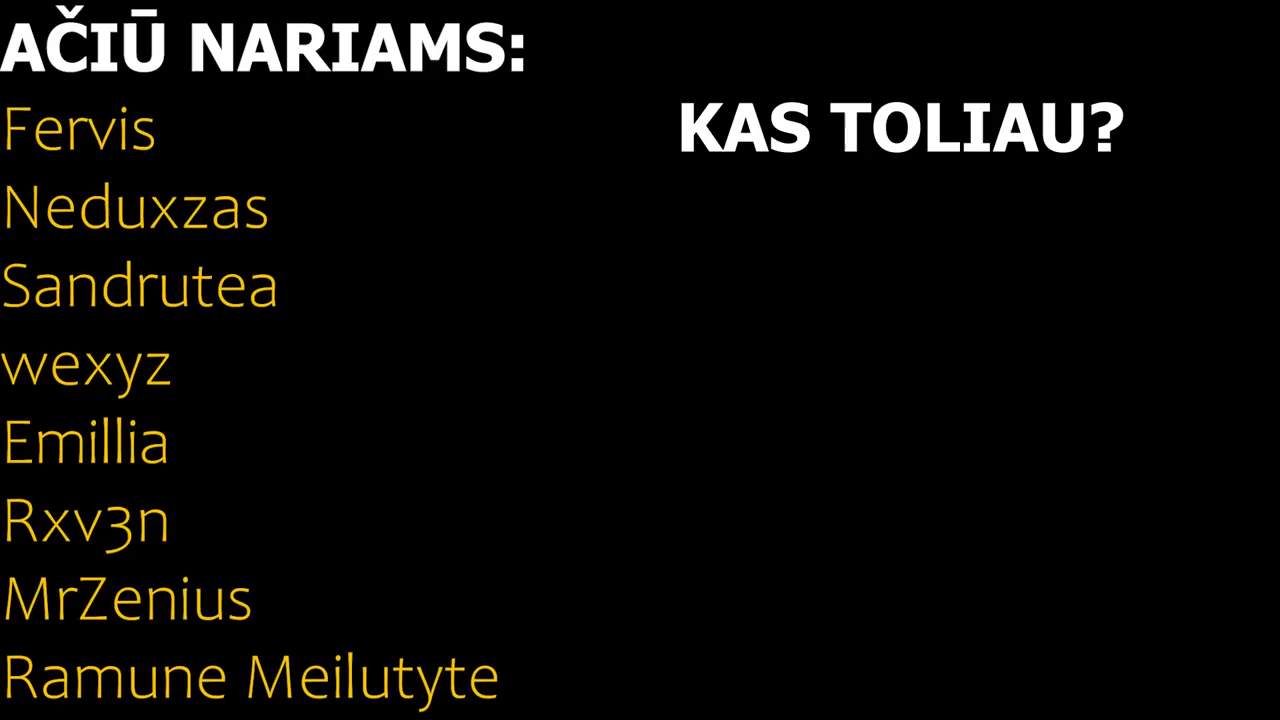 AČIŪ NARIAMS:
Fervis
Neduxzas
Sandrutea
wexyz
Emillia
Rxv3n
MrZenius
Ramune Meilutyte
KAS TOLIAU?